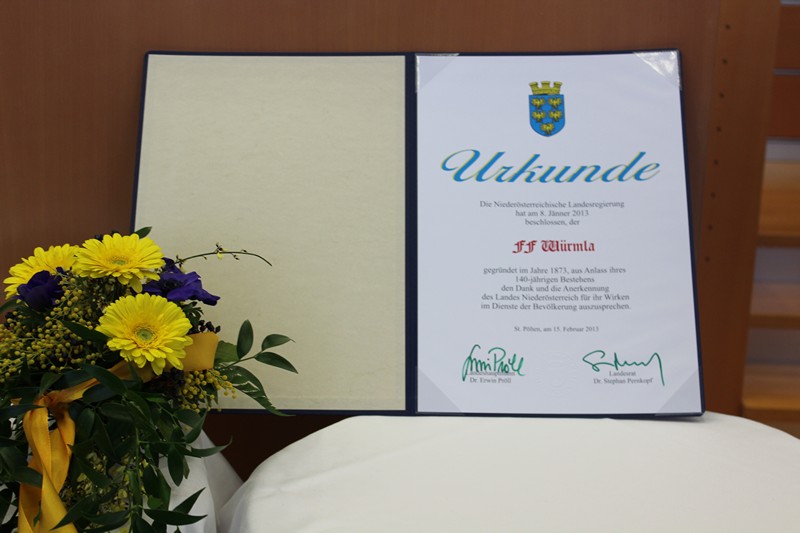 Urkunde
Die Niederösterreichische Landesregierung
hat am 8. Jänner 2013
beschlossen, der
FF Würmla
gegründet im Jahre 1873, aus Anlass ihres
140-jährigen Bestehens
den Dank und die Anerkennung
des Landes Niederösterreich für ihr Wirken
im Dienste der Bevölkerung auszusprechen.
St. Pölten, am 15. Februar 2013
Landesrat
Dr. Erwin Pröll
Dr. Stephan Pernkopf